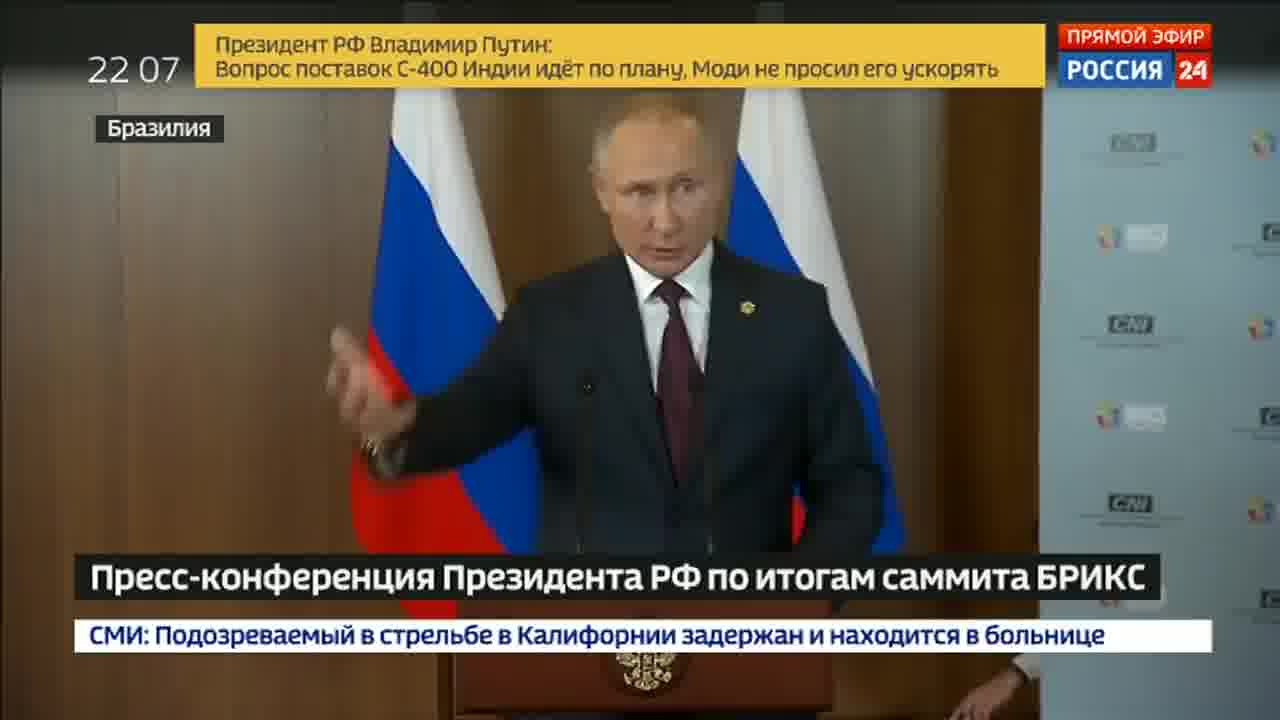 22 07
Президент РФ Владимир Путин:
Вопрос поставок С-400 Индии идёт по плану, Моди не просил его ускорять
ПРЯМОЙ ЭФИР
РОССИЯ 24
Бразилия
CNI
CNI
CNI
Пресс-конференция Президента РФ по итогам саммита БРИКС
СМИ: Подозреваемый в стрельбе в Калифорнии задержан и находится в больнице